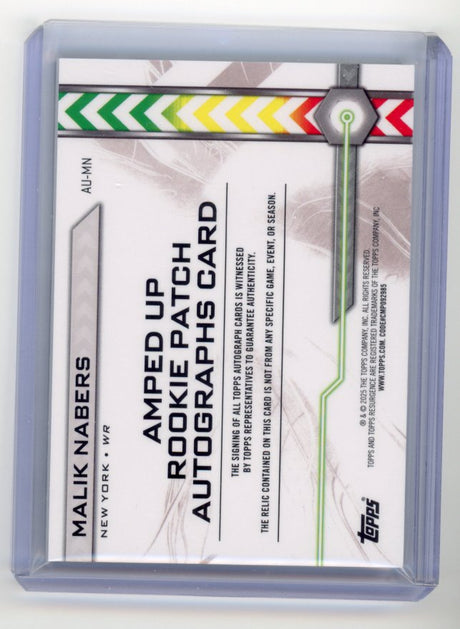 MALIK NABERS
NEW YORK • WR
AU-MN
AMPED UP
ROOKIE PATCH
AUTOGRAPHS CARD
THE SIGNING OF ALL TOPPS AUTOGRAPH CARDS IS WITNESSED
BY TOPPS REPRESENTATIVES TO GUARANTEE AUTHENTICITY.
THE RELIC CONTAINED ON THIS CARD IS NOT FROM ANY SPECIFIC GAME, EVENT, OR SEASON.
TOPPS
® & © 2025 THE TOPPS COMPANY, INC. ALL RIGHTS RESERVED.
TOPPS AND TOPPS RESURGENCE ARE REGISTERED TRADEMARKS OF THE TOPPS COMPANY, INC
WWW.TOPPS.COM. CODE#CMP092985